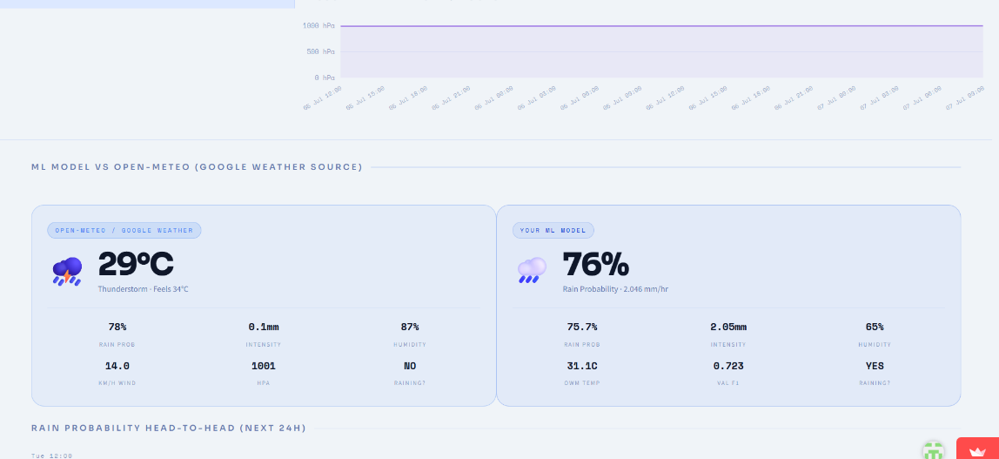 1000 hPa
500 hPa
0 hPa
06 Jul 12:00 06 Jul 15:00 06 Jul 18:00 06 Jul 21:00 06 Jul 00:00 06 Jul 03:00 06 Jul 06:00 06 Jul 09:00 06 Jul 12:00 06 Jul 15:00 06 Jul 18:00 06 Jul 21:00 07 Jul 00:00 07 Jul 03:00 07 Jul 06:00 07 Jul 09:00
ML MODEL VS OPEN-METEO (GOOGLE WEATHER SOURCE)
OPEN-METEO / GOOGLE WEATHER
29°C
Thunderstorm · Feels 34°C
78% 0.1mm 87%
RAIN PROB INTENSITY HUMIDITY
14.0 1001 NO
KM/H WIND HPA RAINING?
YOUR ML MODEL
76%
Rain Probability · 2.046 mm/hr
75.7% 2.05mm 65%
RAIN PROB INTENSITY HUMIDITY
31.1C 0.723 YES
OWM TEMP VAL F1 RAINING?
RAIN PROBABILITY HEAD-TO-HEAD (NEXT 24H)
Tue 12:00